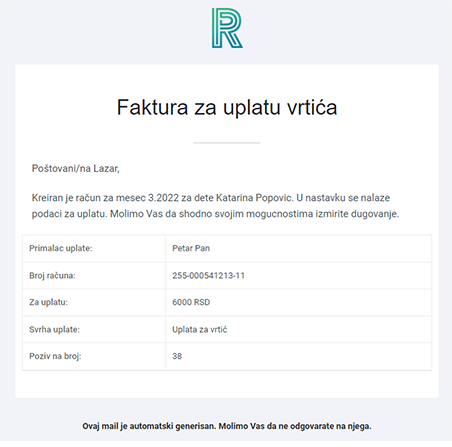 R
Faktura za uplatu vrtića
Poštovani/na Lazar,
Kreiran je račun za mesec 3.2022 za dete Katarina Popovic. U nastavku se nalaze
podaci za uplatu. Molimo Vas da shodno svojim mogucnostima izmirite dugovanje.
Primalac uplate: Petar Pan
Broj računa: 255-000541213-11
Za uplatu: 6000 RSD
Svrha uplate: Uplata za vrtić
Poziv na broj: 38
Ovaj mail je automatski generisan. Molimo Vas da ne odgovarate na njega.